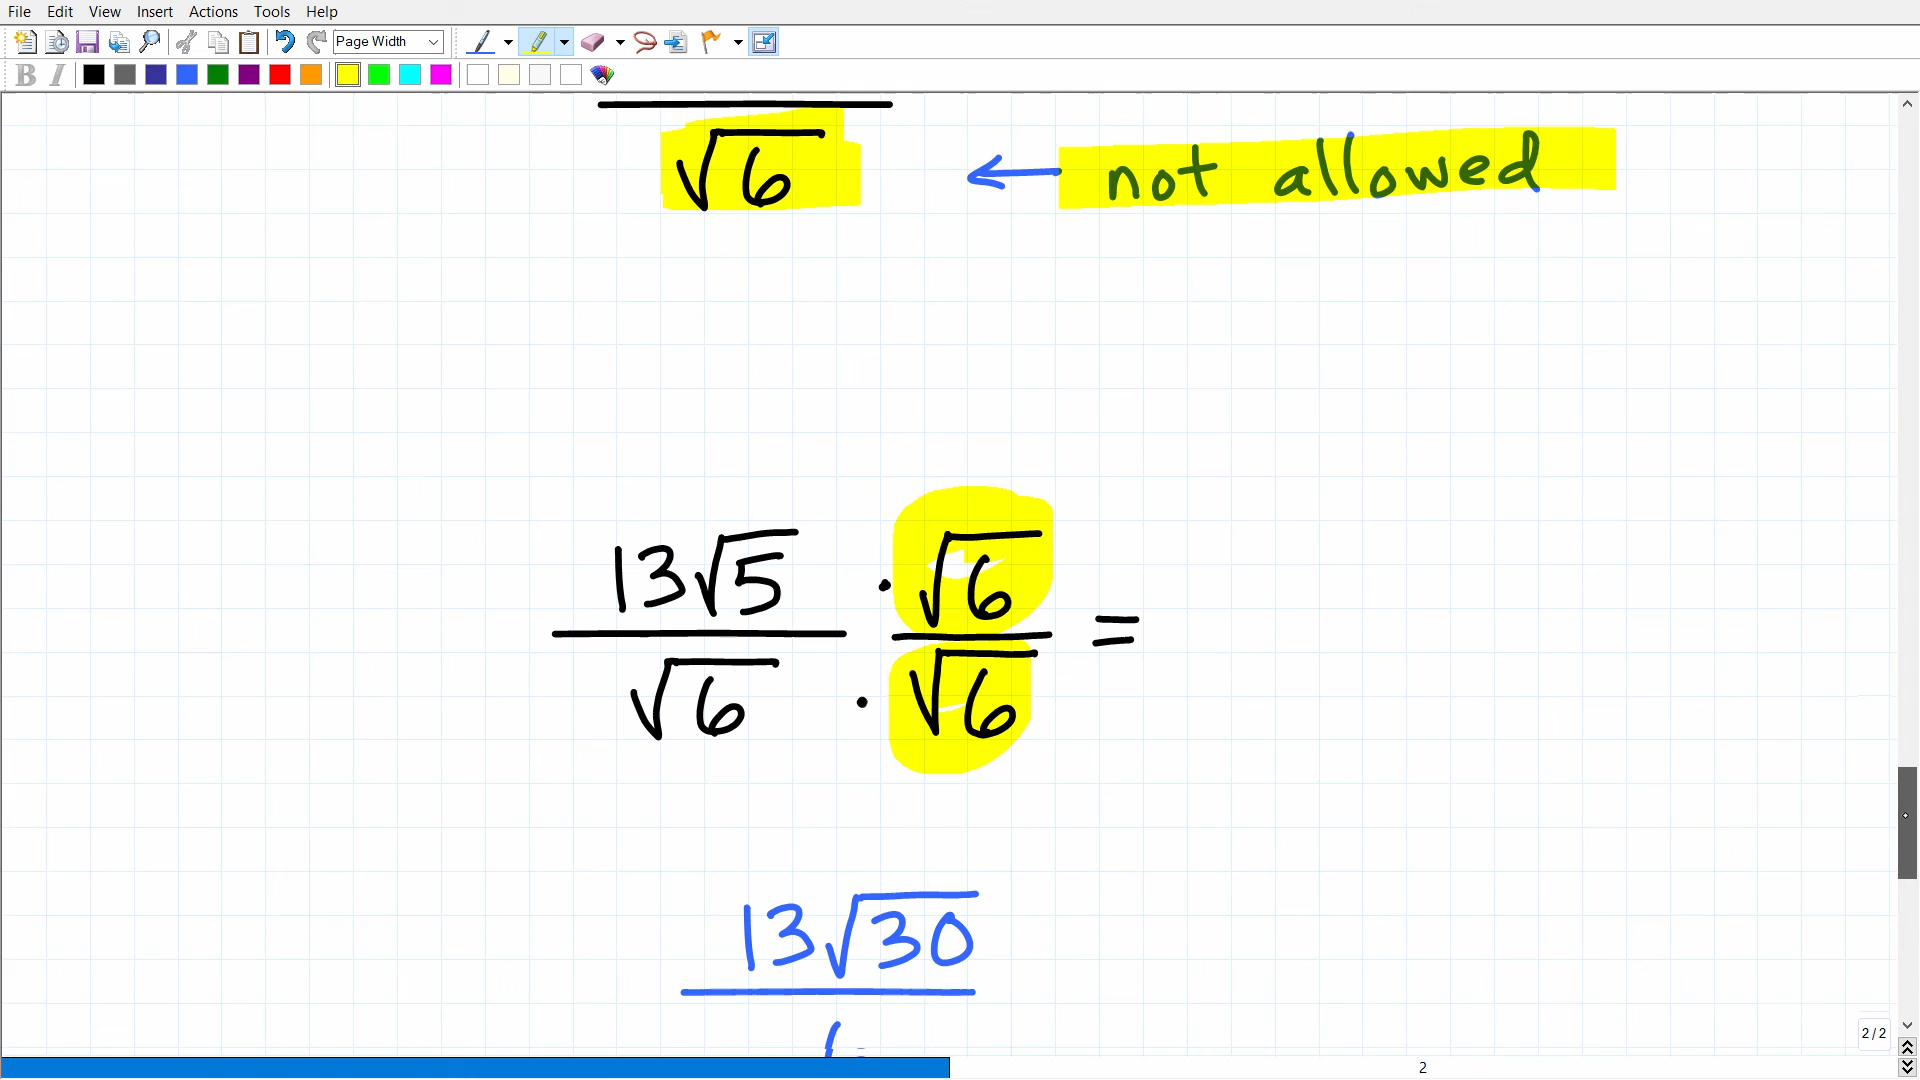 File Edit View Insert Actions Tools Help
Page Width
B I
√6 ← not allowed
13√5 · √6 =
√6 · √6
13√30
2/2
2